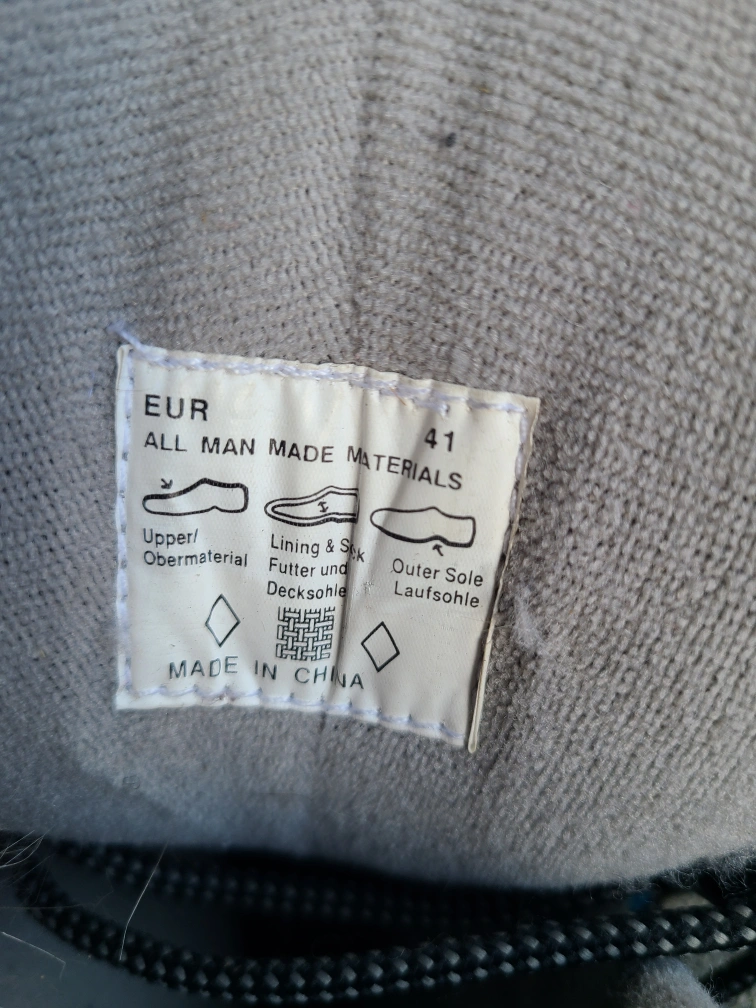 EUR 41
ALL MAN MADE MATERIALS
Upper/
Obermaterial
Lining & Sock
Futter und
Decksohle
Outer Sole
Laufsohle
MADE IN CHINA